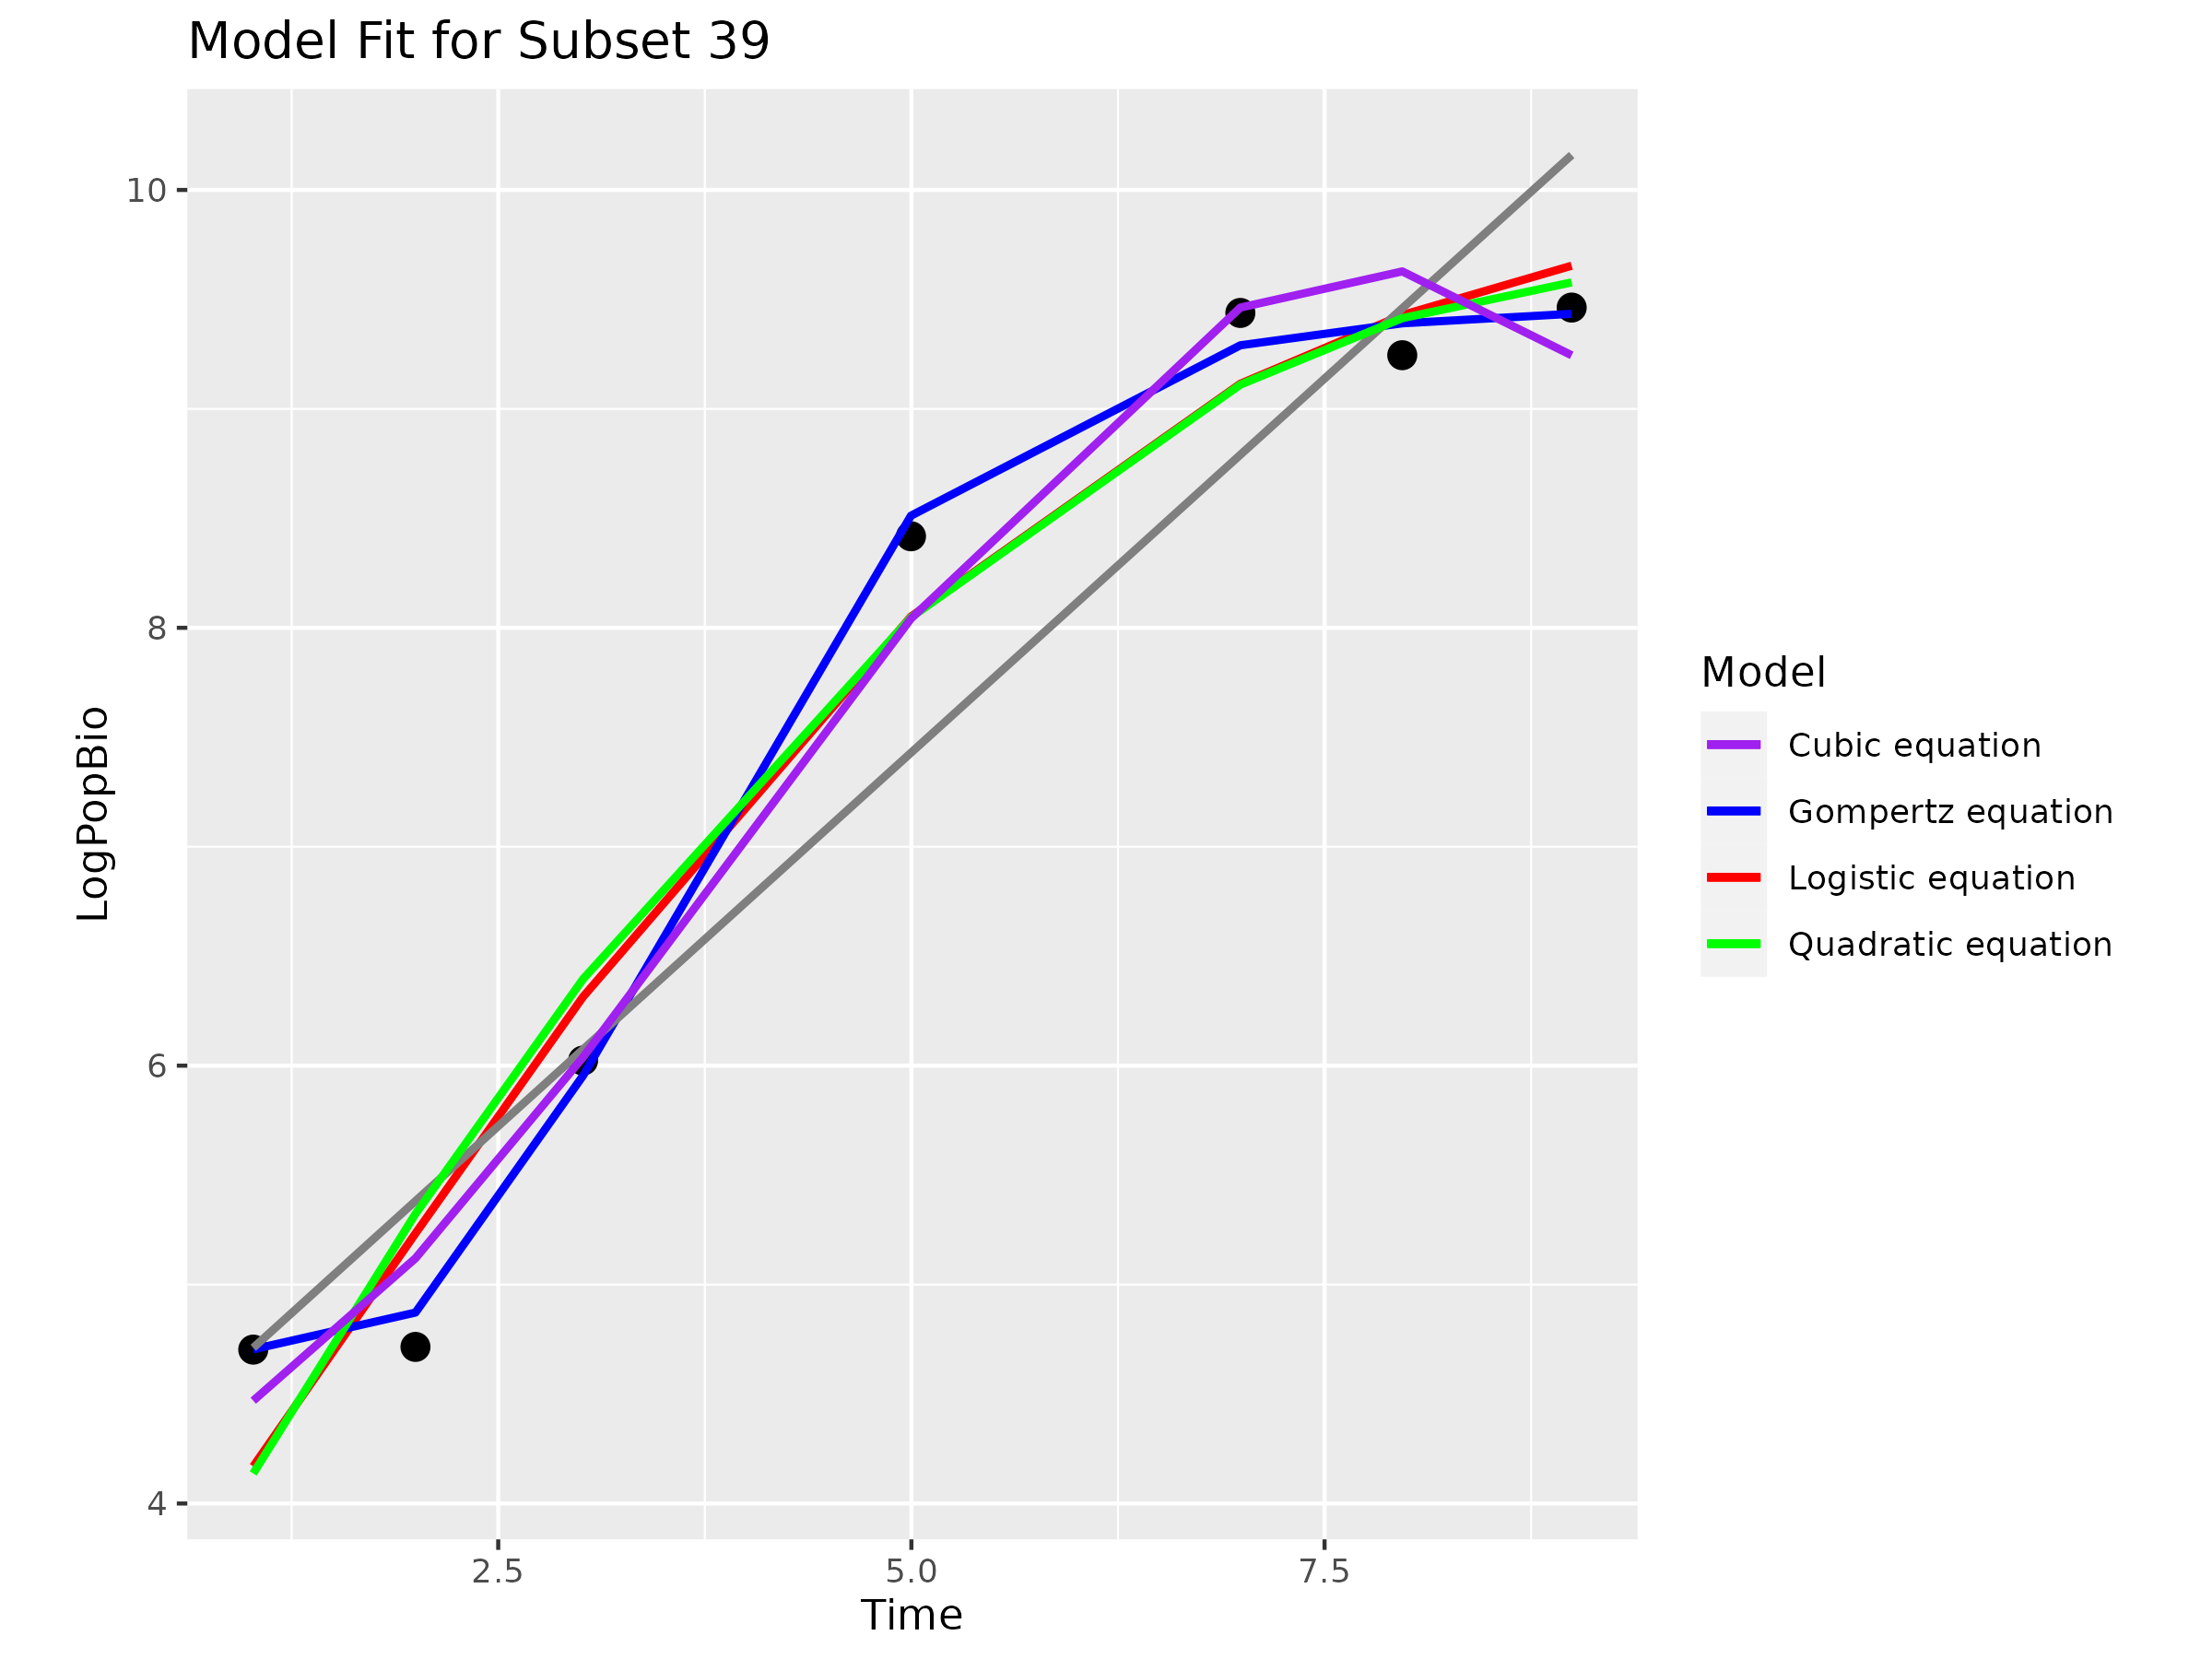 Model Fit for Subset 39
10
8
6
4
LogPopBio
2.5 5.0 7.5
Time
Model
Cubic equation
Gompertz equation
Logistic equation
Quadratic equation